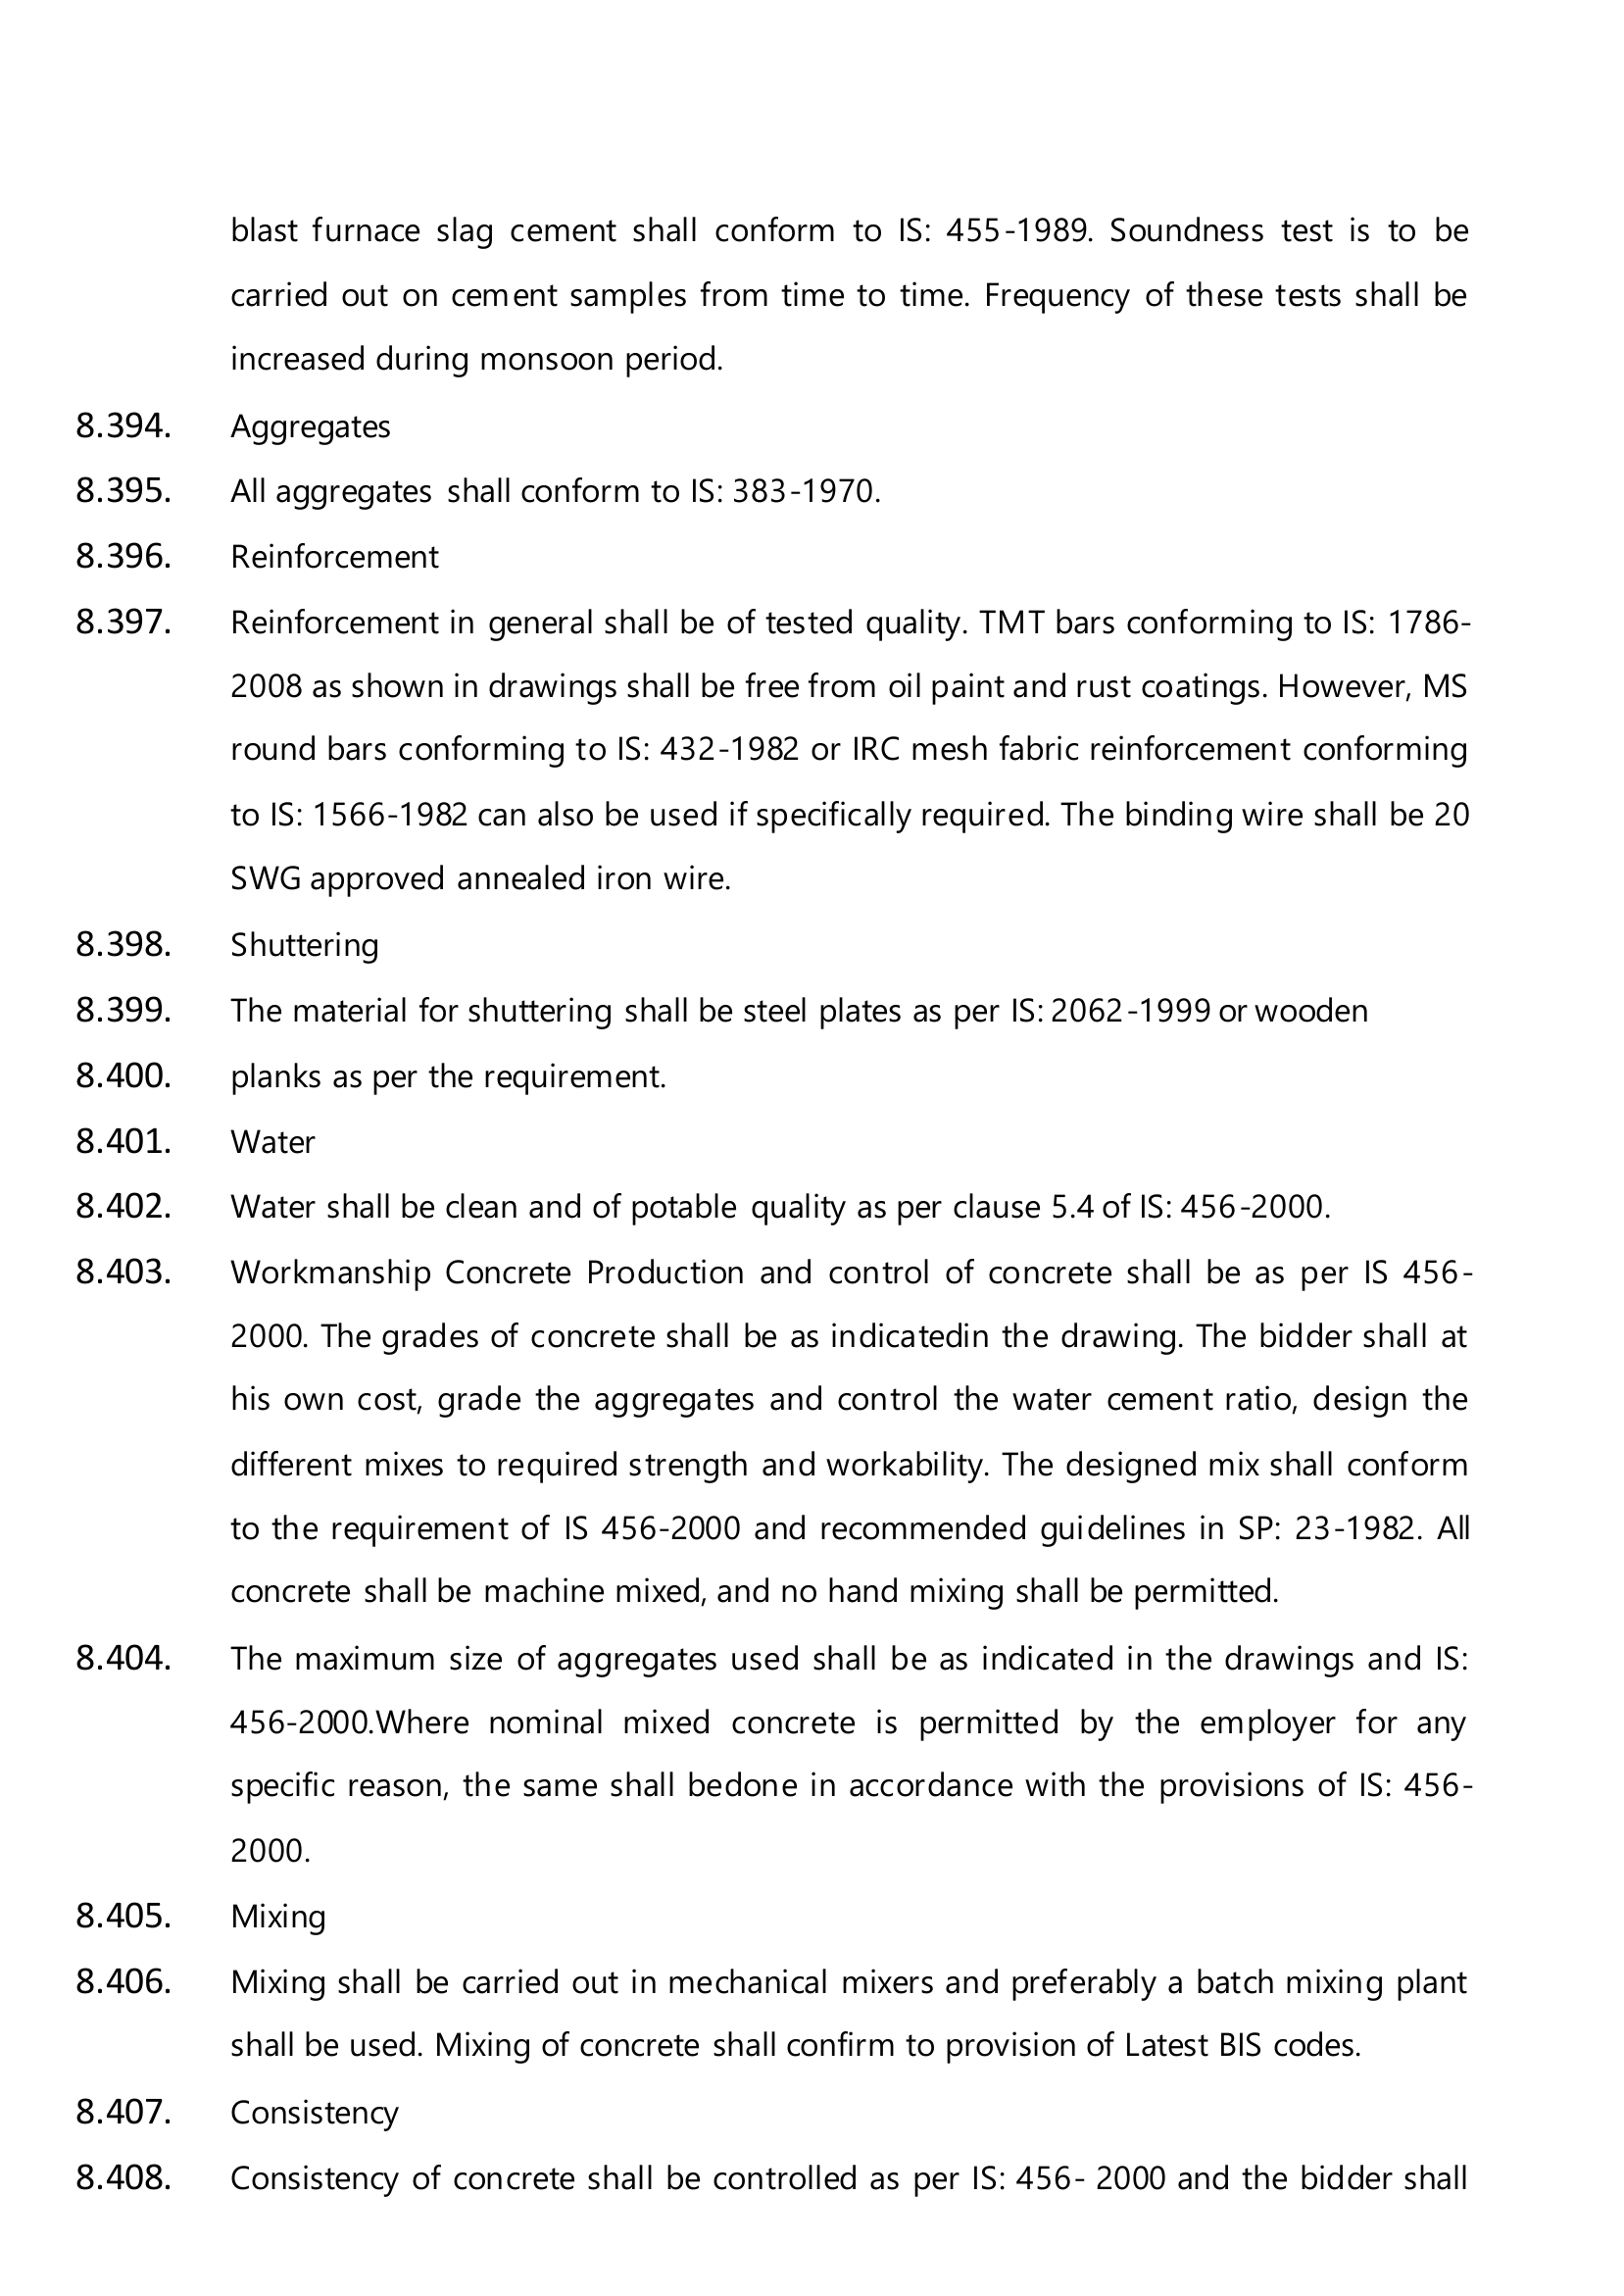 blast furnace slag cement shall conform to IS: 455-1989. Soundness test is to be
carried out on cement samples from time to time. Frequency of these tests shall be
increased during monsoon period.
8.394. Aggregates
8.395. All aggregates shall conform to IS: 383-1970.
8.396. Reinforcement
8.397. Reinforcement in general shall be of tested quality. TMT bars conforming to IS: 1786-
2008 as shown in drawings shall be free from oil paint and rust coatings. However, MS
round bars conforming to IS: 432-1982 or IRC mesh fabric reinforcement conforming
to IS: 1566-1982 can also be used if specifically required. The binding wire shall be 20
SWG approved annealed iron wire.
8.398. Shuttering
8.399. The material for shuttering shall be steel plates as per IS: 2062-1999 or wooden
8.400. planks as per the requirement.
8.401. Water
8.402. Water shall be clean and of potable quality as per clause 5.4 of IS: 456-2000.
8.403. Workmanship Concrete Production and control of concrete shall be as per IS 456-
2000. The grades of concrete shall be as indicatedin the drawing. The bidder shall at
his own cost, grade the aggregates and control the water cement ratio, design the
different mixes to required strength and workability. The designed mix shall conform
to the requirement of IS 456-2000 and recommended guidelines in SP: 23-1982. All
concrete shall be machine mixed, and no hand mixing shall be permitted.
8.404. The maximum size of aggregates used shall be as indicated in the drawings and IS:
456-2000.Where nominal mixed concrete is permitted by the employer for any
specific reason, the same shall bedone in accordance with the provisions of IS: 456-
2000.
8.405. Mixing
8.406. Mixing shall be carried out in mechanical mixers and preferably a batch mixing plant
shall be used. Mixing of concrete shall confirm to provision of Latest BIS codes.
8.407. Consistency
8.408. Consistency of concrete shall be controlled as per IS: 456- 2000 and the bidder shall